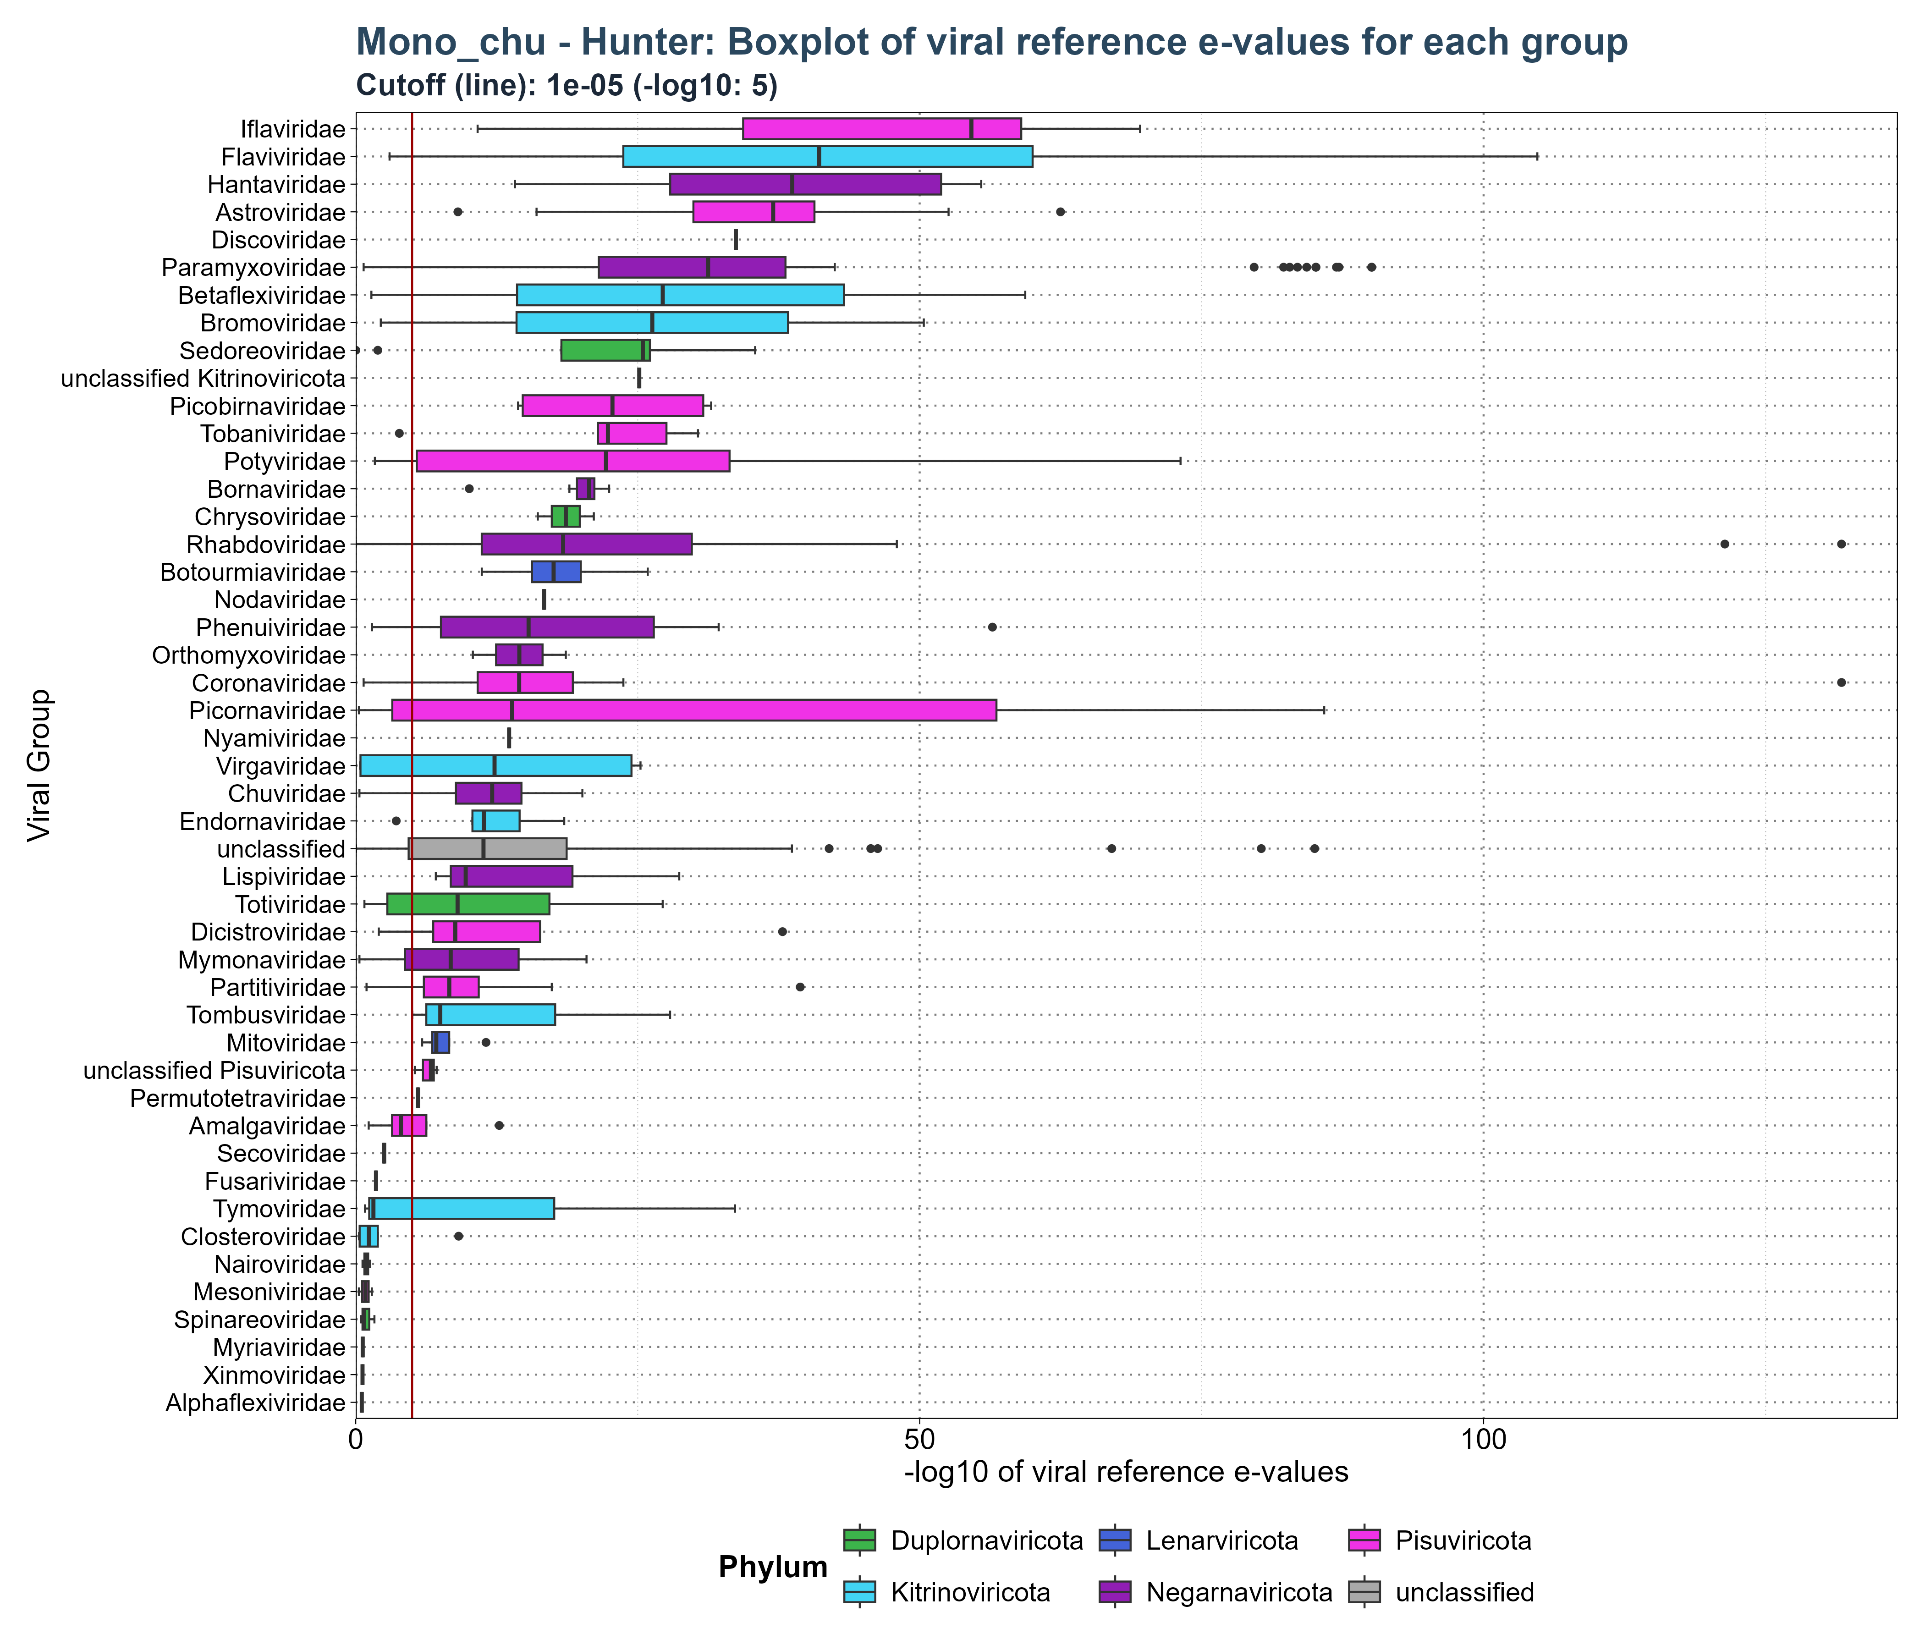 Mono_chu - Hunter: Boxplot of viral reference e-values for each group
Cutoff (line): 1e-05 (-log10: 5)
Viral Group
Iflaviridae
Flaviviridae
Hantaviridae
Astroviridae
Discoviridae
Paramyxoviridae
Betaflexiviridae
Bromoviridae
Sedoreoviridae
unclassified Kitrinoviricota
Picobirnaviridae
Tobaniviridae
Potyviridae
Bornaviridae
Chrysoviridae
Rhabdoviridae
Botourmiaviridae
Nodaviridae
Phenuiviridae
Orthomyxoviridae
Coronaviridae
Picornaviridae
Nyamiviridae
Virgaviridae
Chuviridae
Endornaviridae
unclassified
Lispiviridae
Totiviridae
Dicistroviridae
Mymonaviridae
Partitiviridae
Tombusviridae
Mitoviridae
unclassified Pisuviricota
Permutotetraviridae
Amalgaviridae
Secoviridae
Fusariviridae
Tymoviridae
Closteroviridae
Nairoviridae
Mesoniviridae
Spinareoviridae
Myriaviridae
Xinmoviridae
Alphaflexiviridae
0 50 100
-log10 of viral reference e-values
Phylum
Duplornaviricota Lenarviricota Pisuviricota
Kitrinoviricota Negarnaviricota unclassified